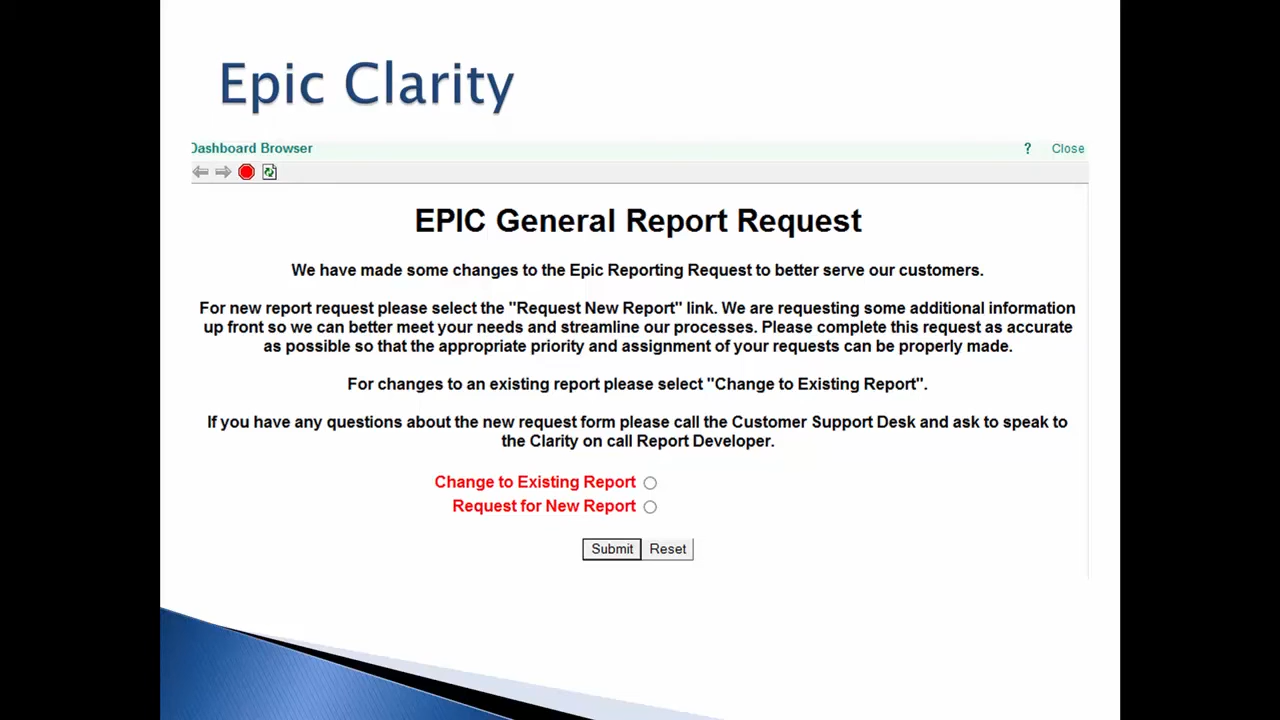 Epic Clarity
Dashboard Browser
? Close
EPIC General Report Request
We have made some changes to the Epic Reporting Request to better serve our customers.
For new report request please select the "Request New Report" link. We are requesting some additional information
up front so we can better meet your needs and streamline our processes. Please complete this request as accurate
as possible so that the appropriate priority and assignment of your requests can be properly made.
For changes to an existing report please select "Change to Existing Report".
If you have any questions about the new request form please call the Customer Support Desk and ask to speak to
the Clarity on call Report Developer.
Change to Existing Report
Request for New Report
Submit Reset